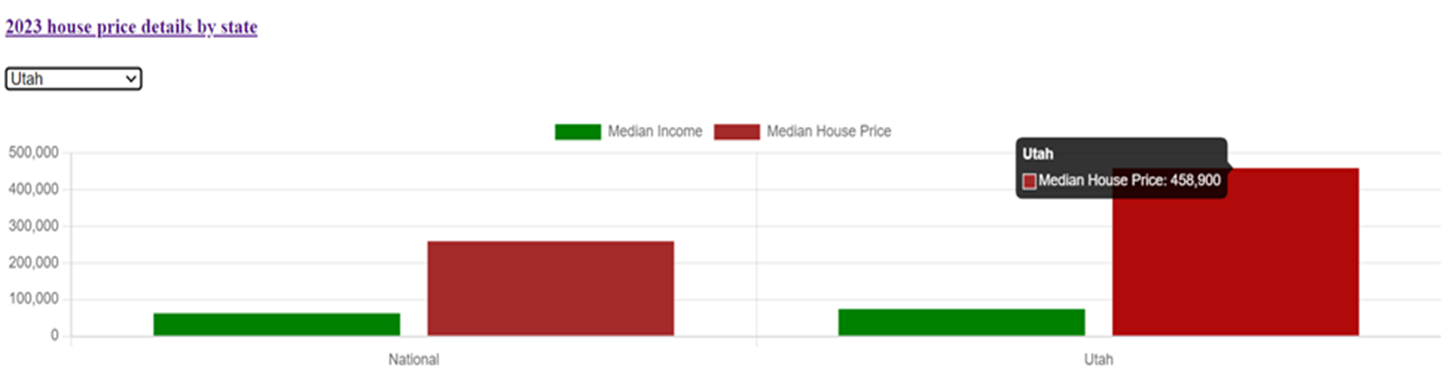 2023 house price details by state
Utah
Median Income Median House Price
500,000
400,000
300,000
200,000
100,000
0
Utah
Median House Price: 458,900
National Utah